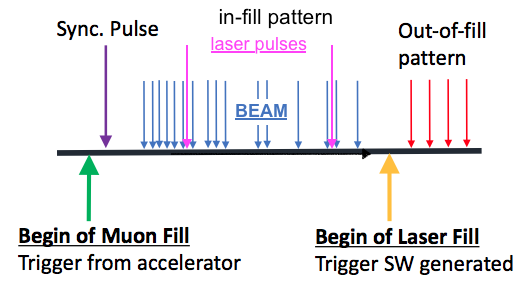 Sync. Pulse
in-fill pattern
laser pulses
Out-of-fill
pattern
BEAM
Begin of Muon Fill
Trigger from accelerator
Begin of Laser Fill
Trigger SW generated